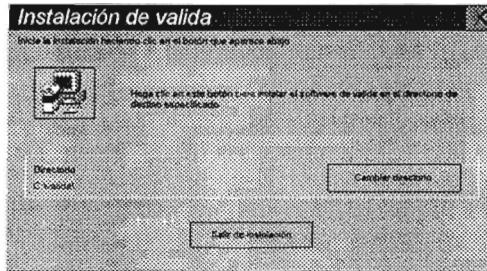 Instalación de valida
Inicie la instalación haciendo clic en el botón que aparece abajo
Haga clic en este botón para instalar el software de valida en el directorio de
destino especificado
Directorio
C:\valida\
Cambiar directorio
Salir de instalación